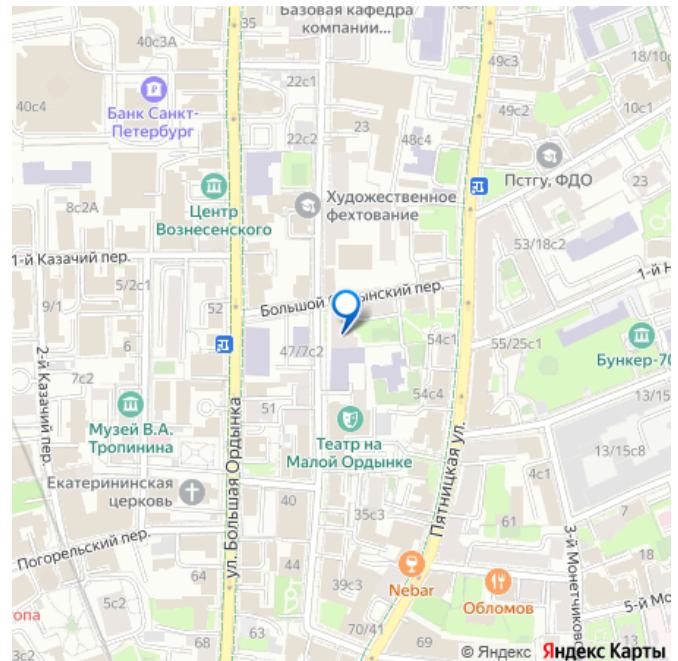 Базовая кафедра
компании...
35
40с3А
22с1
49с3
18/10с
40с4
Банк Санкт-
Петербург
49с2
10с1
22с2
23
48с4
Пстгу, ФДО
23
8с2А
Центр
Вознесенского
Художественное
фехтование
53/18с2
1-й Казачий пер.
5/2с1
52
Большой
пер.
1-й Н
9/1
6
47/7с2
54с1
55/25с1
Бункер-70
2-й Казачий пер.
7с2
51
54с4
13/15
Музей В.А.
Тропинина
ул. Большая Ордынка
Театр на
Малой Ордынке
Пятницкая ул.
13/15с8
Екатерининская
церковь
40
4с1
35с3
61
7
Погорельский пер.
44
3-й Монетчиков
18
64
39с3
Nebar
Обломов
5-й Мо
5с2
опа
63
68
70/41
69
© Яндекс Яндекс Карты